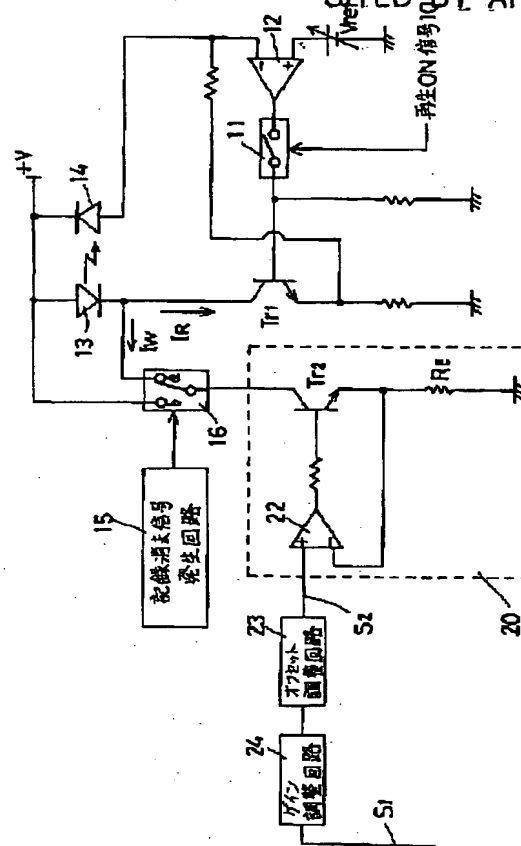 +V
14
13
Iw
IR
b
a
16
15
記録消去信号
発生回路
11
12
-
+
Vref
再生ON信号10
Tr1
Tr2
22
+
RE
20
S2
23
オフセット
調整回路
24
ゲイン
調整回路
S1